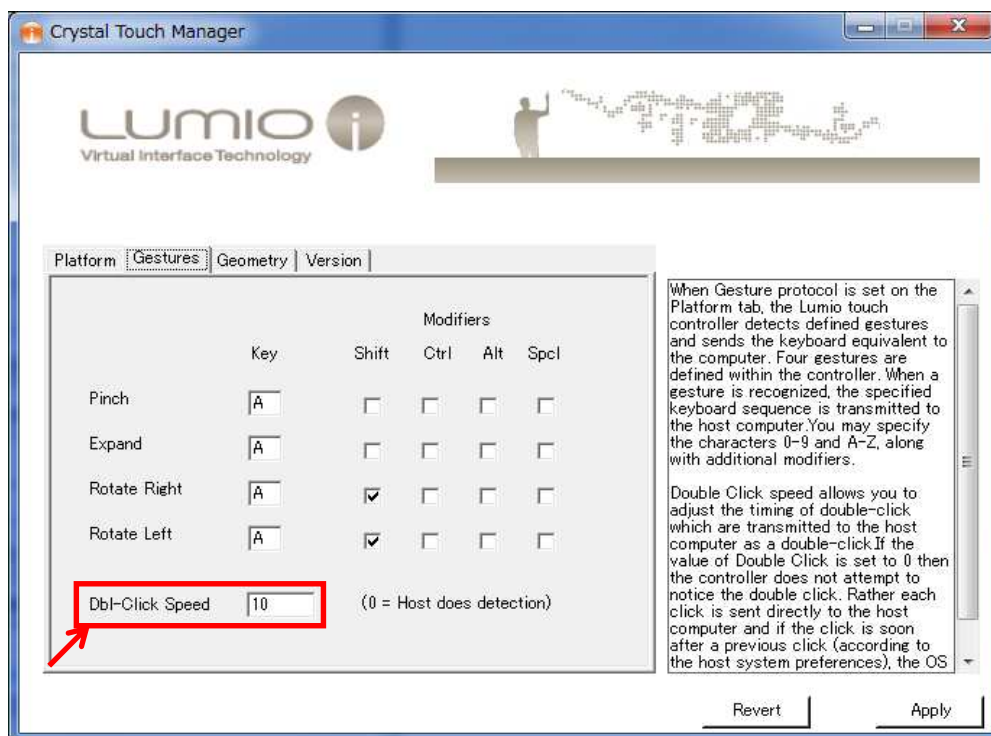 Crystal Touch Manager
LUMIO i
Virtual Interface Technology
Platform Gestures Geometry Version
Modifiers
Key Shift Ctrl Alt Spcl
Pinch A
Expand A
Rotate Right A
Rotate Left A
Dbl-Click Speed 10 (0 = Host does detection)
When Gesture protocol is set on the
Platform tab, the Lumio touch
controller detects defined gestures
and sends the keyboard equivalent to
the computer. Four gestures are
defined within the controller. When a
gesture is recognized, the specified
keyboard sequence is transmitted to
the host computer.You may specify
the characters 0-9 and A-Z, along
with additional modifiers.
Double Click speed allows you to
adjust the timing of double-click
which are transmitted to the host
computer as a double-click.If the
value of Double Click is set to 0 then
the controller does not attempt to
notice the double click. Rather each
click is sent directly to the host
computer and if the click is soon
after a previous click (according to
the host system preferences), the OS
Revert Apply